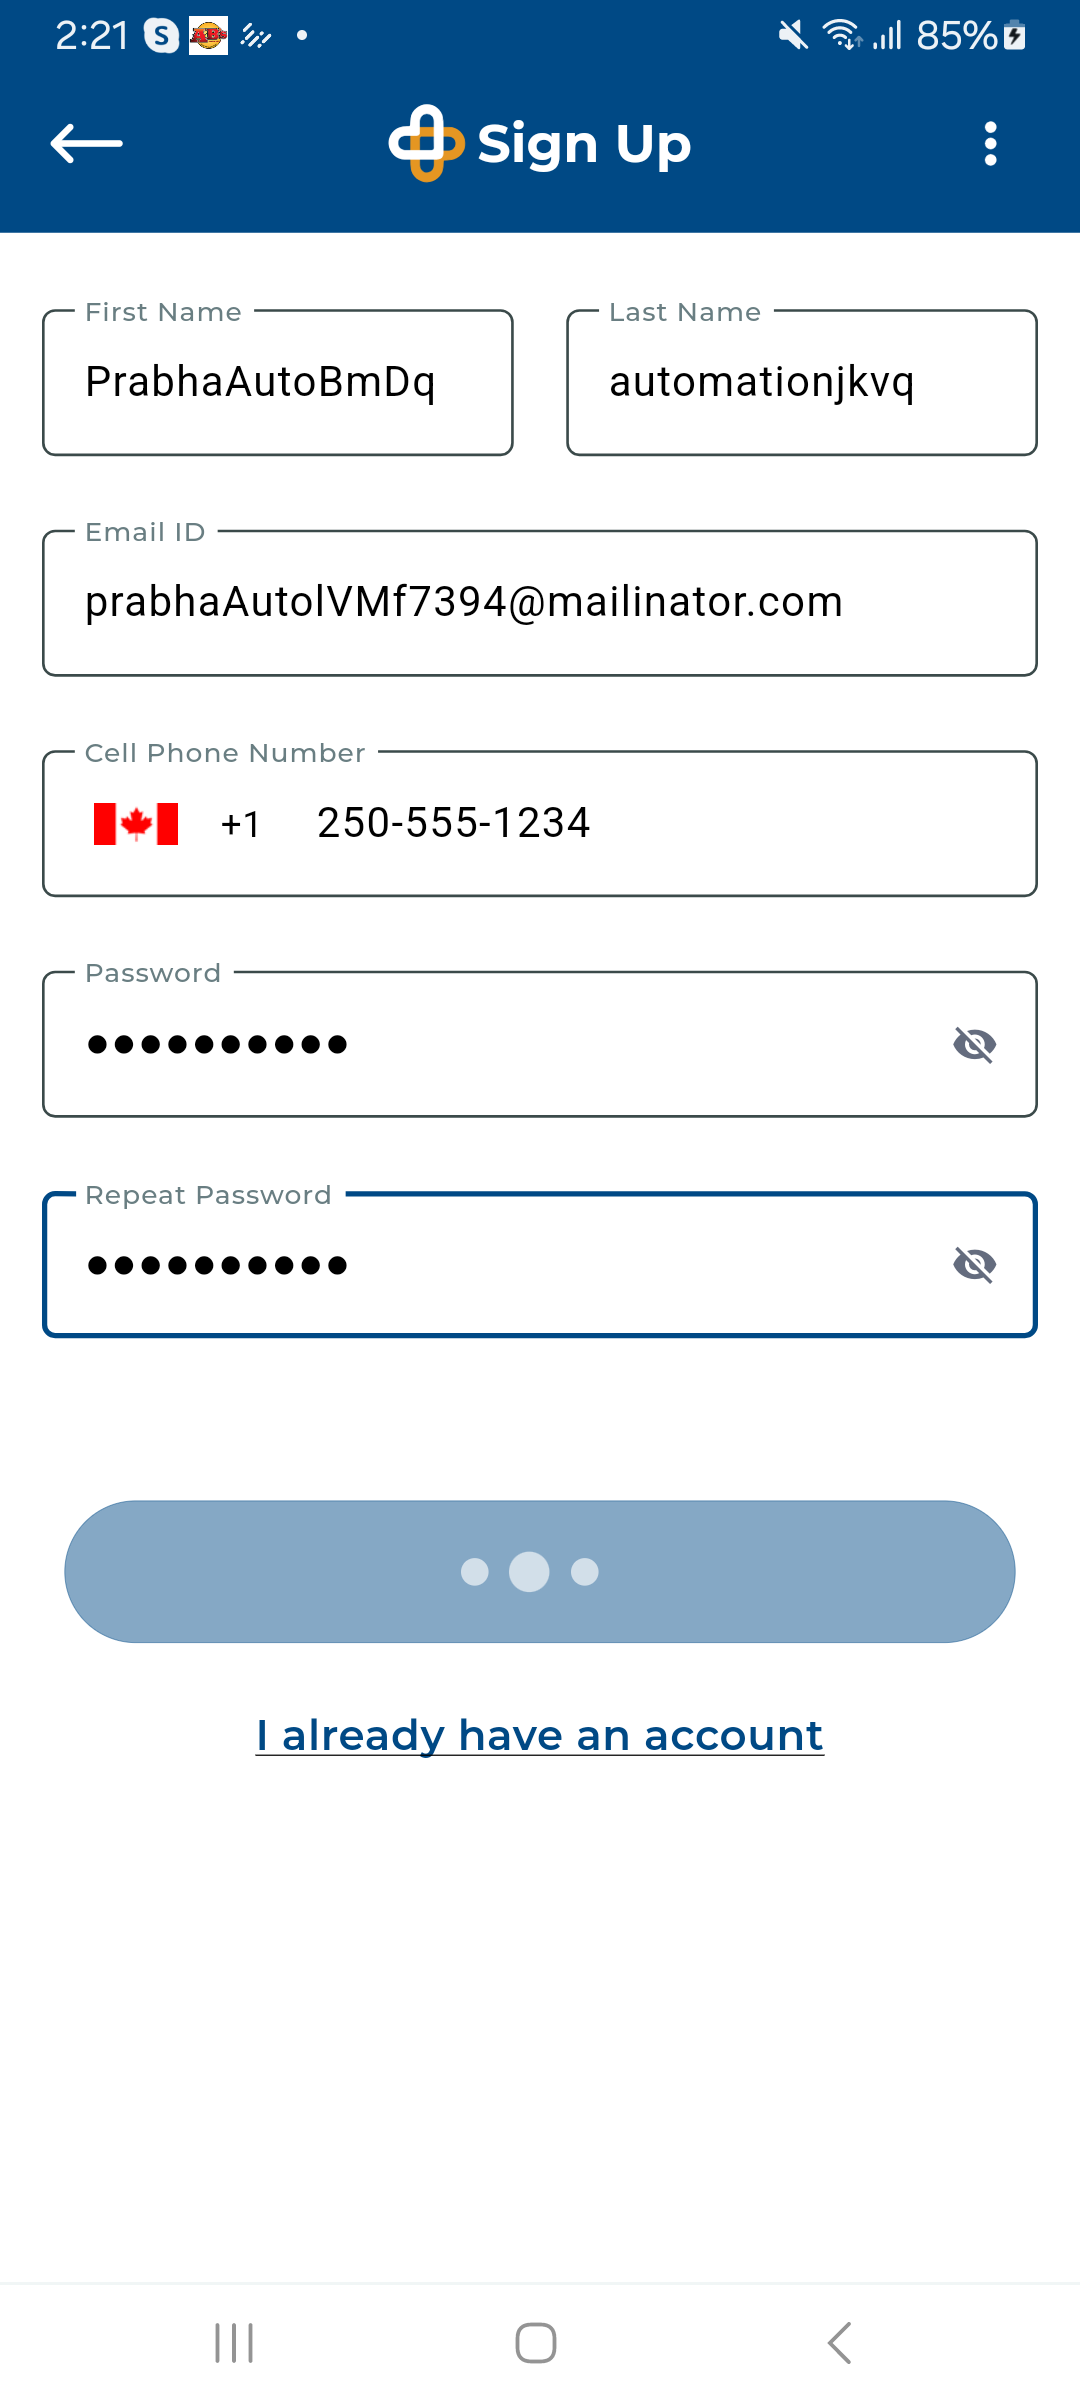 2:21 S ABs 85%
Sign Up
First Name Last Name
PrabhaAutoBmDq automationjkvq
Email ID
prabhaAutolVMf7394@mailinator.com
Cell Phone Number
+1 250-555-1234
Password
••••••••••
Repeat Password
••••••••••
I already have an account